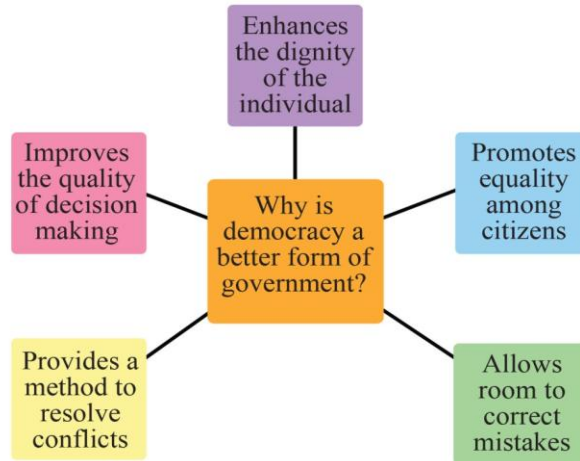 Enhances
the dignity
of the
individual
Improves
the quality
of decision
making
Promotes
equality
among
citizens
Why is
democracy a
better form of
government?
Provides a
method to
resolve
conflicts
Allows
room to
correct
mistakes